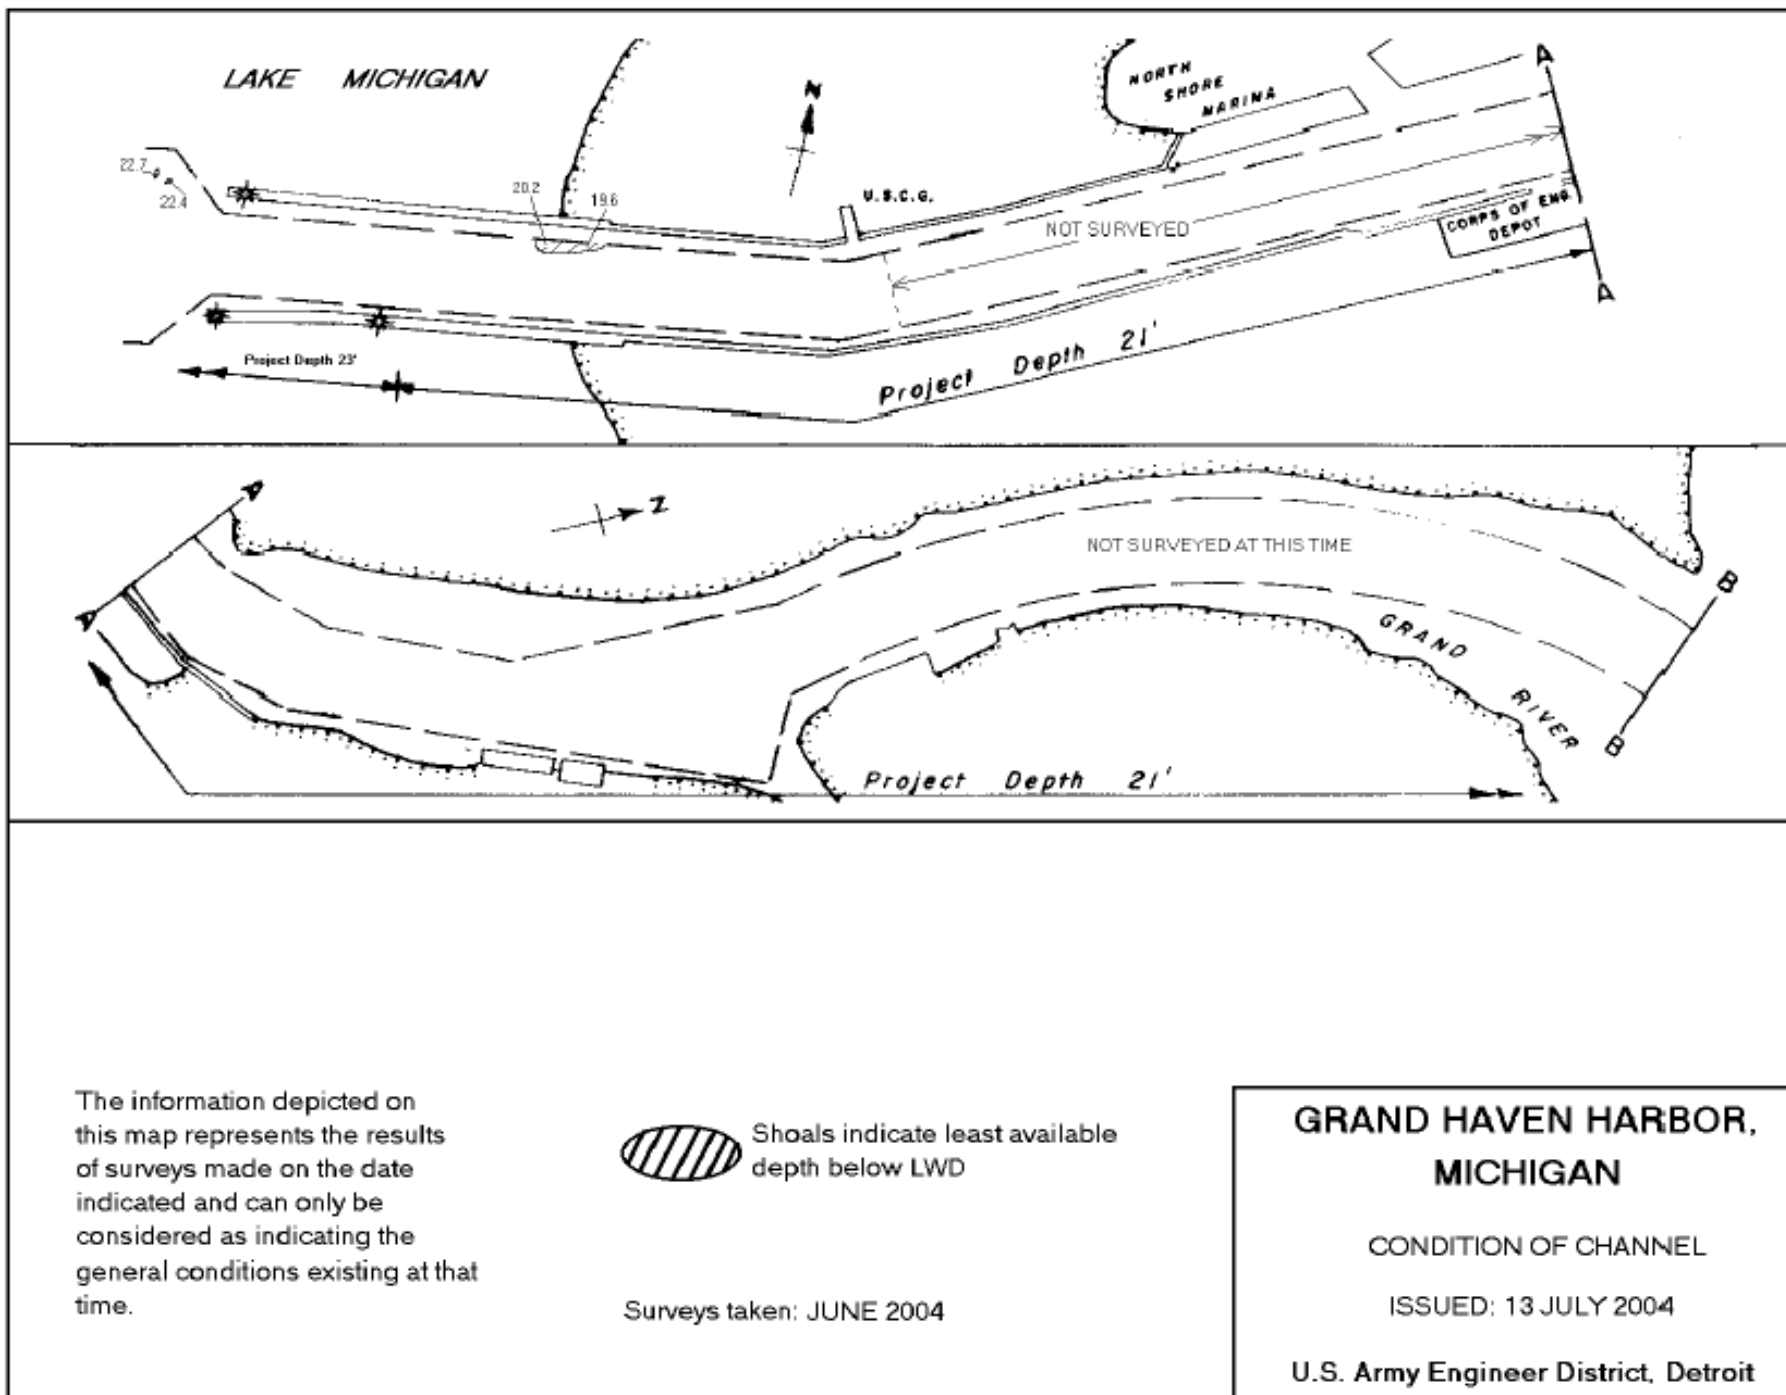 LAKE MICHIGAN
N
NORTH
SHORE
MARINA
A
22.7
22.4
20.2
19.6
U.S.C.G.
NOT SURVEYED
CORPS OF ENG.
DEPOT
A
Project Depth 23'
Project Depth 21'
A
N
NOT SURVEYED AT THIS TIME
B
A
GRAND
RIVER
B
Project Depth 21'
The information depicted on
this map represents the results
of surveys made on the date
indicated and can only be
considered as indicating the
general conditions existing at that
time.
Shoals indicate least available
depth below LWD
Surveys taken: JUNE 2004
GRAND HAVEN HARBOR,
MICHIGAN
CONDITION OF CHANNEL
ISSUED: 13 JULY 2004
U.S. Army Engineer District, Detroit